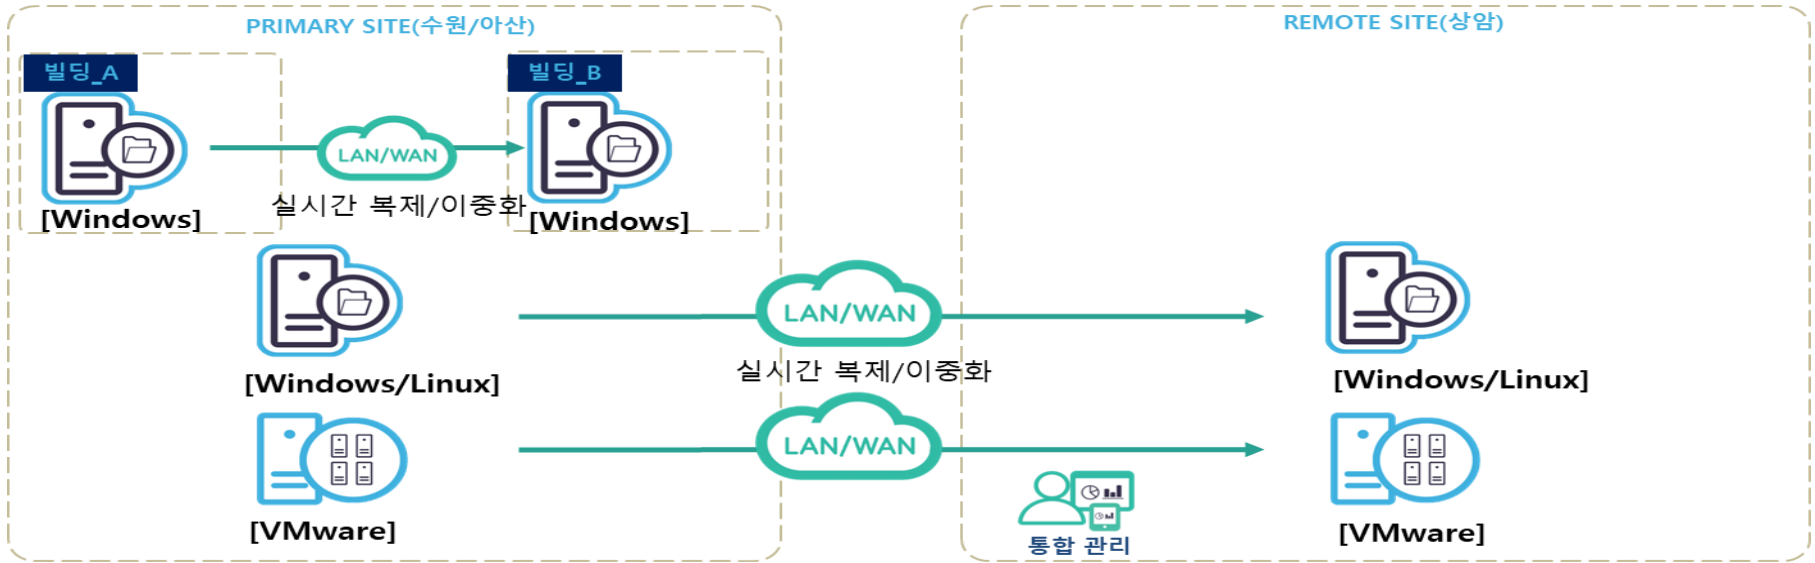 PRIMARY SITE(수원/아산)
REMOTE SITE(상암)
빌딩_A
빌딩_B
LAN/WAN
실시간 복제/이중화
[Windows]
[Windows]
LAN/WAN
실시간 복제/이중화
[Windows/Linux]
[Windows/Linux]
LAN/WAN
통합 관리
[VMware]
[VMware]